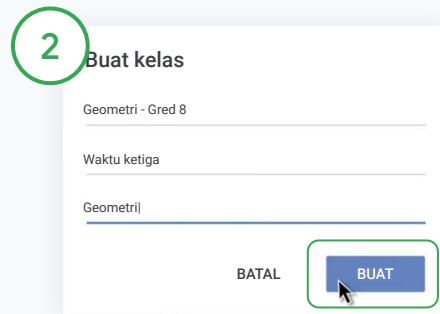 2
Buat kelas
Geometri - Gred 8
Waktu ketiga
Geometri
BATAL BUAT